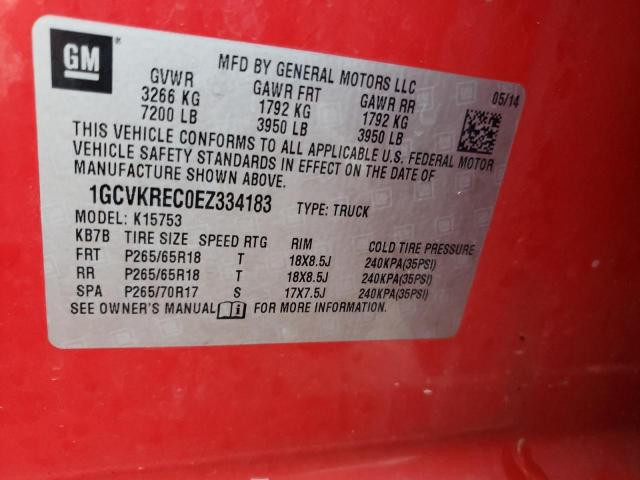 GM
MFD BY GENERAL MOTORS LLC
05/14
GVWR GAWR FRT GAWR RR
3266 KG 1792 KG 1792 KG
7200 LB 3950 LB 3950 LB
THIS VEHICLE CONFORMS TO ALL APPLICABLE U.S. FEDERAL MOTOR
VEHICLE SAFETY STANDARDS IN EFFECT ON THE DATE OF
MANUFACTURE SHOWN ABOVE.
1GCVKREC0EZ334183 TYPE: TRUCK
MODEL: K15753
KB7B TIRE SIZE SPEED RTG RIM COLD TIRE PRESSURE
FRT P265/65R18 T 18X8.5J 240KPA(35PSI)
RR P265/65R18 T 18X8.5J 240KPA(35PSI)
SPA P265/70R17 S 17X7.5J 240KPA(35PSI)
SEE OWNER'S MANUAL FOR MORE INFORMATION.